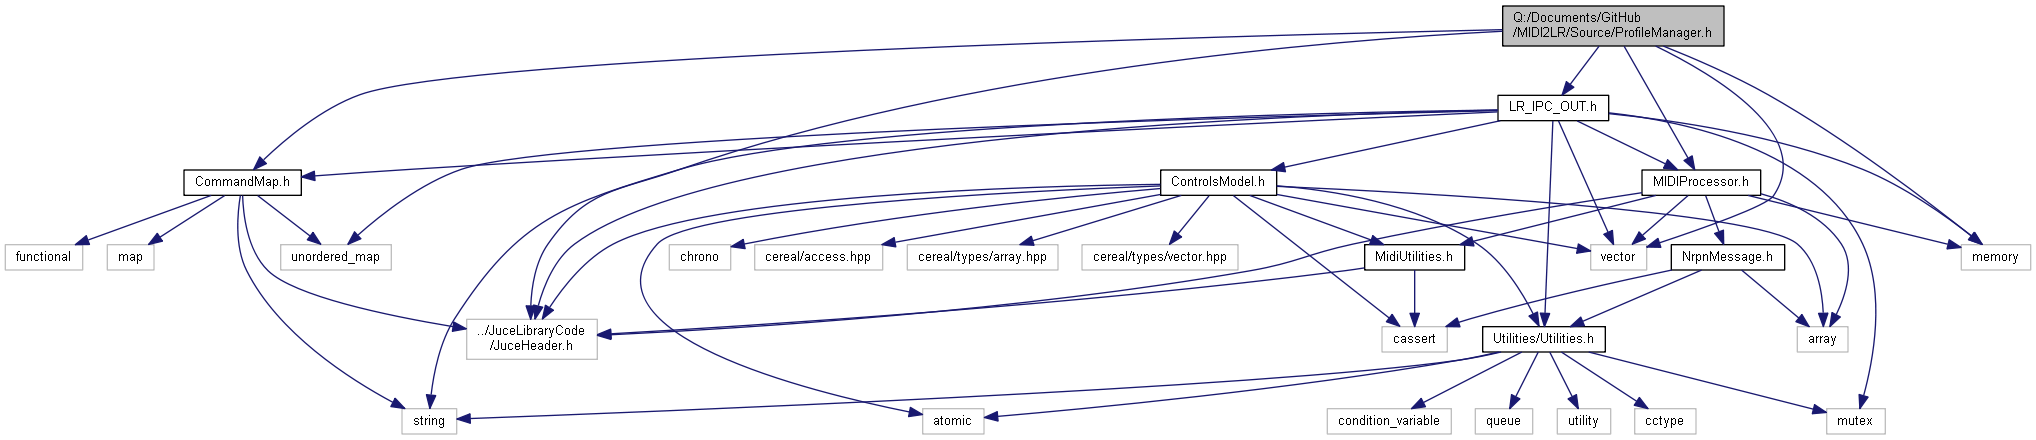 Q:/Documents/GitHub
/MIDI2LR/Source/ProfileManager.h
LR_IPC_OUT.h
CommandMap.h
ControlsModel.h
MIDIProcessor.h
functional
map
unordered_map
chrono
cereal/access.hpp
cereal/types/array.hpp
cereal/types/vector.hpp
MidiUtilities.h
vector
NrpnMessage.h
memory
../JuceLibraryCode
/JuceHeader.h
cassert
Utilities/Utilities.h
array
string
atomic
condition_variable
queue
utility
cctype
mutex